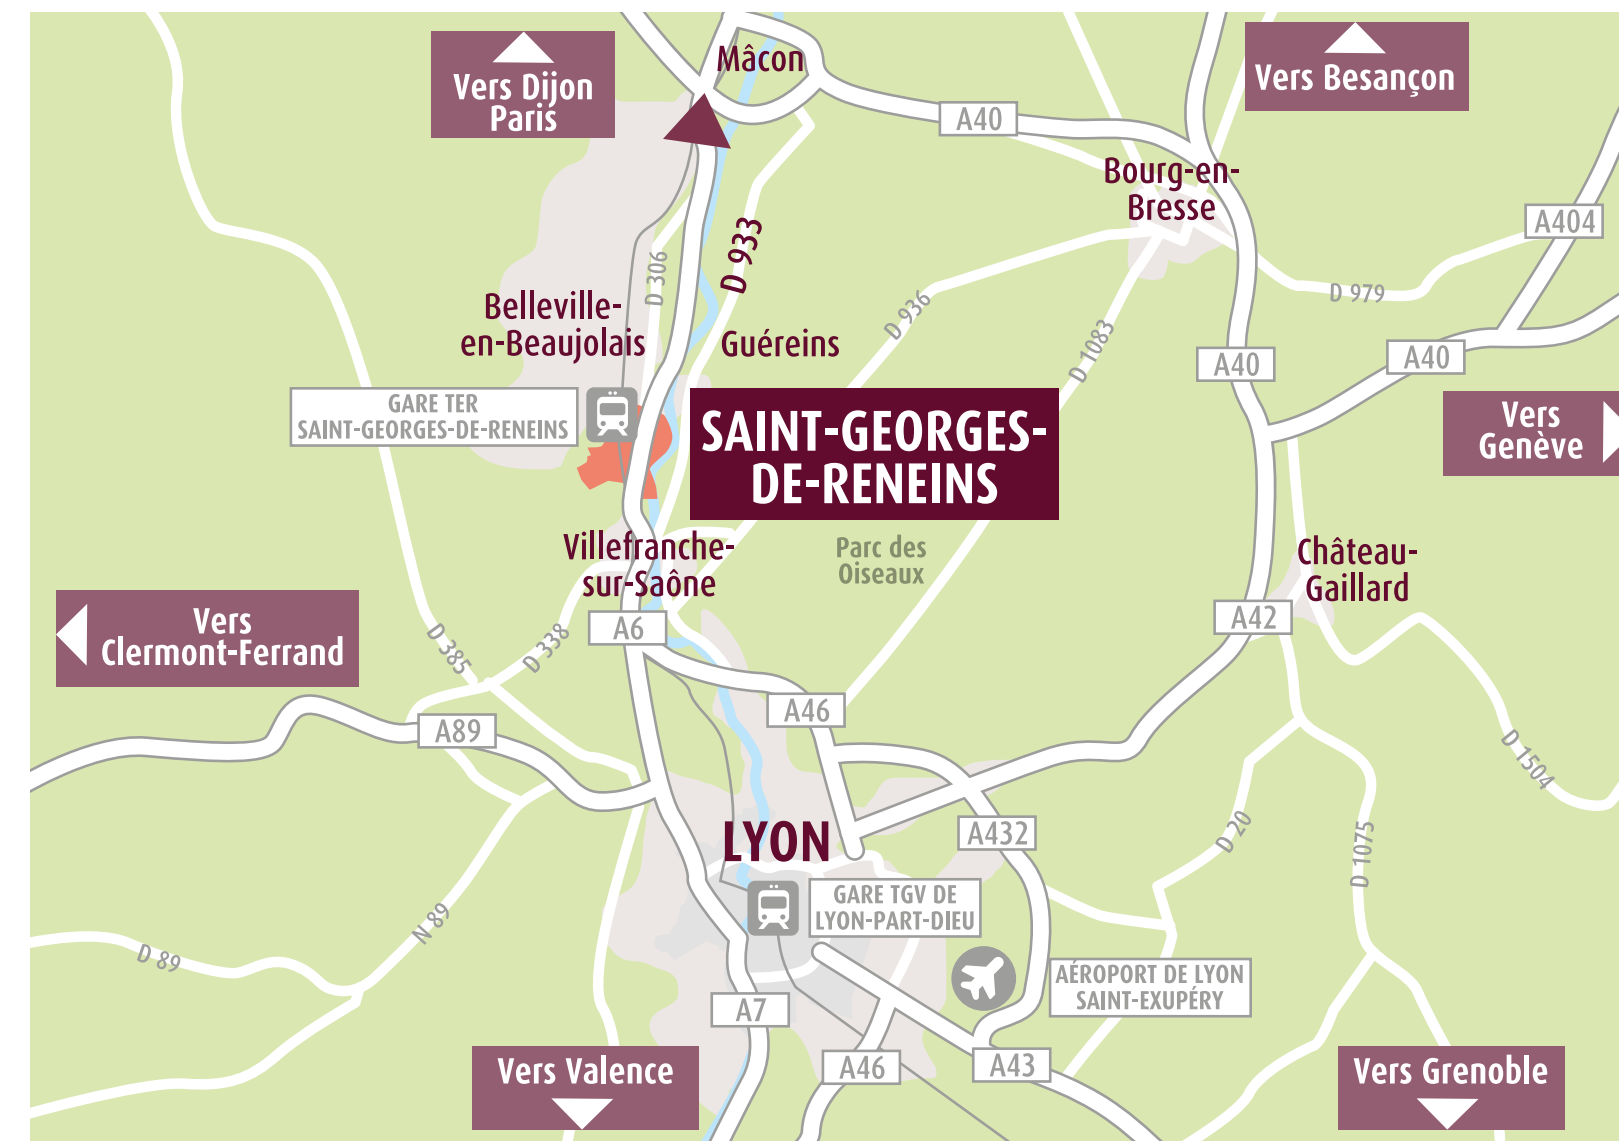 Vers Dijon
Paris
Mâcon
Vers Besançon
A40
Bourg-en-
Bresse
A404
D 933
D 306
D 979
D 936
Belleville-
en-Beaujolais
Guéreins
D 1083
A40
A40
GARE TER
SAINT-GEORGES-DE-RENEINS
SAINT-GEORGES-
DE-RENEINS
Vers
Genève
Villefranche-
sur-Saône
Parc des
Oiseaux
Château-
Gaillard
Vers
Clermont-Ferrand
A6
A42
D 385
D 338
A46
A89
D 1504
LYON
A432
D 20
D 1075
GARE TGV DE
LYON-PART-DIEU
N 89
D 89
AÉROPORT DE LYON
SAINT-EXUPÉRY
A7
A46
A43
Vers Valence
Vers Grenoble